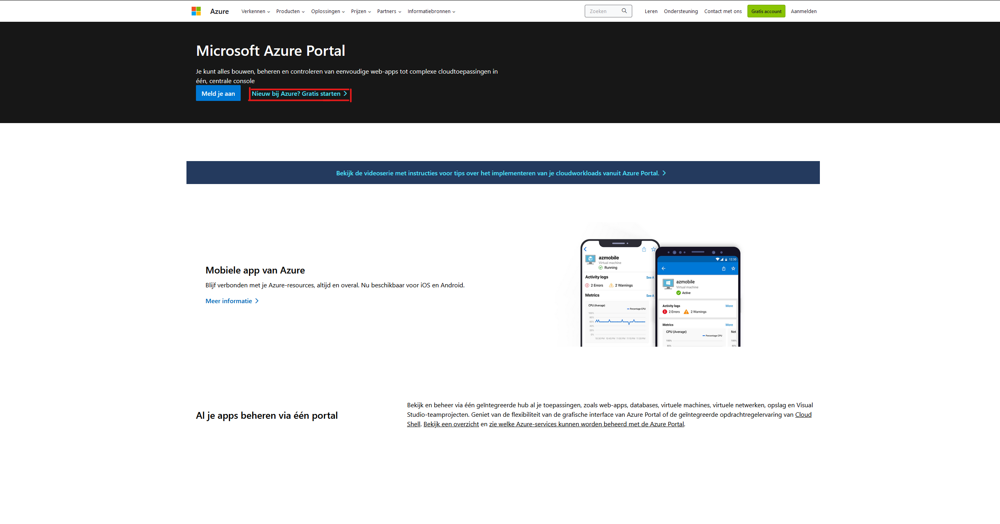 Azure
Verkennen
Producten
Oplossingen
Prijzen
Partners
Informatiebronnen
Zoeken
Leren
Ondersteuning
Contact met ons
Gratis account
Aanmelden
Microsoft Azure Portal
Je kunt alles bouwen, beheren en controleren van eenvoudige web-apps tot complexe cloudtoepassingen in
één, centrale console
Meld je aan
Nieuw bij Azure? Gratis starten
Bekijk de videoserie met instructies voor tips over het implementeren van je cloudworkloads vanuit Azure Portal.
Mobiele app van Azure
Blijf verbonden met je Azure-resources, altijd en overal. Nu beschikbaar voor iOS en Android.
Meer informatie
azmobile
Virtual machine
Running
Activity logs
See A
2 Errors
2 Warnings
Metrics
See A
CPU (Average)
Percentage CPU
100%
80%
60%
40%
20%
0%
10:30 PM 10:45 PM 11:00 PM 11:15 PM 11:30 PM
12:30
azmobile
Virtual machine
Active
Activity logs
More
2 Errors
2 Warnings
Metrics
More
CPU (Average)
Net
Percentage CPU
100%
100%
80%
80%
Al je apps beheren via één portal
Bekijk en beheer via één geïntegreerde hub al je toepassingen, zoals web-apps, databases, virtuele machines, virtuele netwerken, opslag en Visual
Studio-teamprojecten. Geniet van de flexibiliteit van de grafische interface van Azure Portal of de geïntegreerde opdrachtregelervaring van Cloud
Shell. Bekijk een overzicht en zie welke Azure-services kunnen worden beheerd met de Azure Portal.